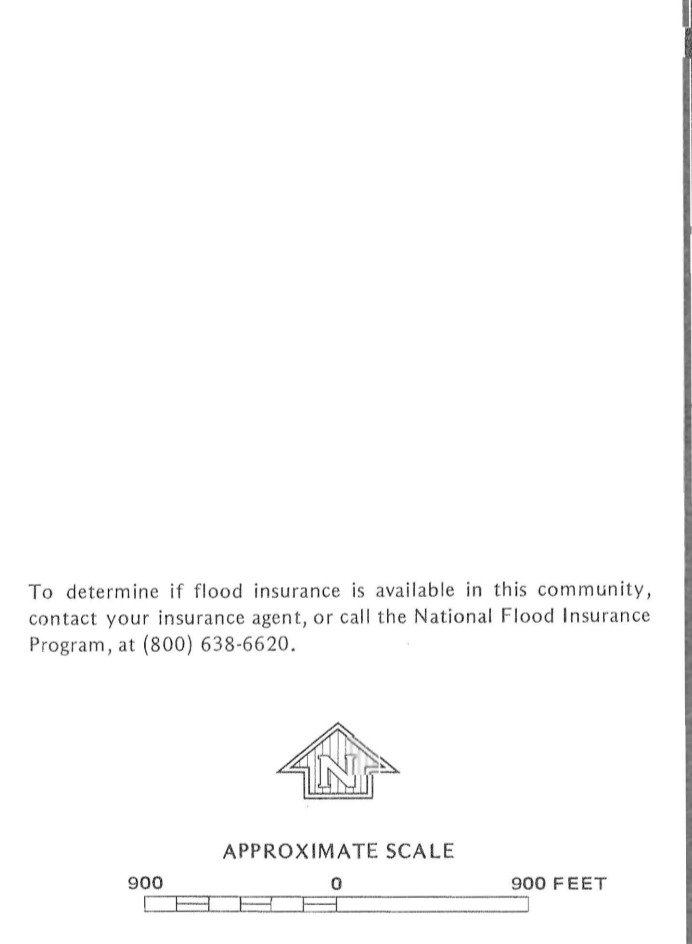 To determine if flood insurance is available in this community,
contact your insurance agent, or call the National Flood Insurance
Program, at (800) 638-6620.
N
APPROXIMATE SCALE
900 0 900 FEET